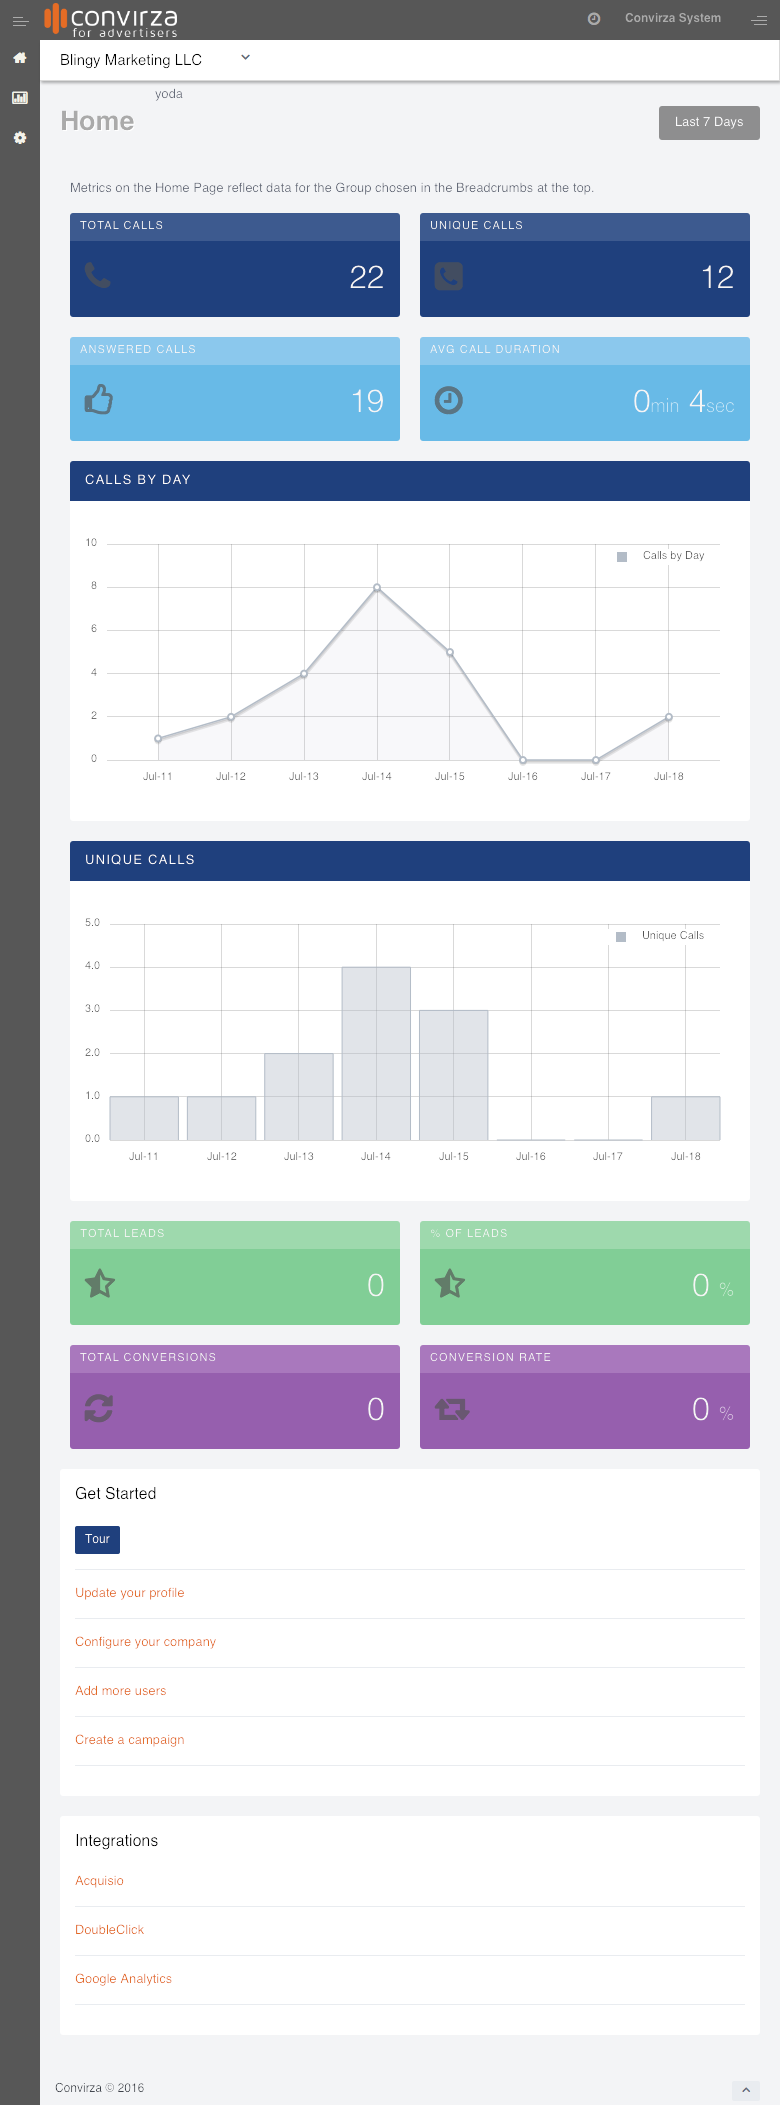 convirza
for advertisers
Convirza System
Blingy Marketing LLC
yoda
Home
Last 7 Days
Metrics on the Home Page reflect data for the Group chosen in the Breadcrumbs at the top.
TOTAL CALLS
22
UNIQUE CALLS
12
ANSWERED CALLS
19
AVG CALL DURATION
0min 4sec
CALLS BY DAY
Calls by Day
10
8
6
4
2
0
Jul-11 Jul-12 Jul-13 Jul-14 Jul-15 Jul-16 Jul-17 Jul-18
UNIQUE CALLS
Unique Calls
5.0
4.0
3.0
2.0
1.0
0.0
Jul-11 Jul-12 Jul-13 Jul-14 Jul-15 Jul-16 Jul-17 Jul-18
TOTAL LEADS
0
% OF LEADS
0 %
TOTAL CONVERSIONS
0
CONVERSION RATE
0 %
Get Started
Tour
Update your profile
Configure your company
Add more users
Create a campaign
Integrations
Acquisio
DoubleClick
Google Analytics
Convirza © 2016